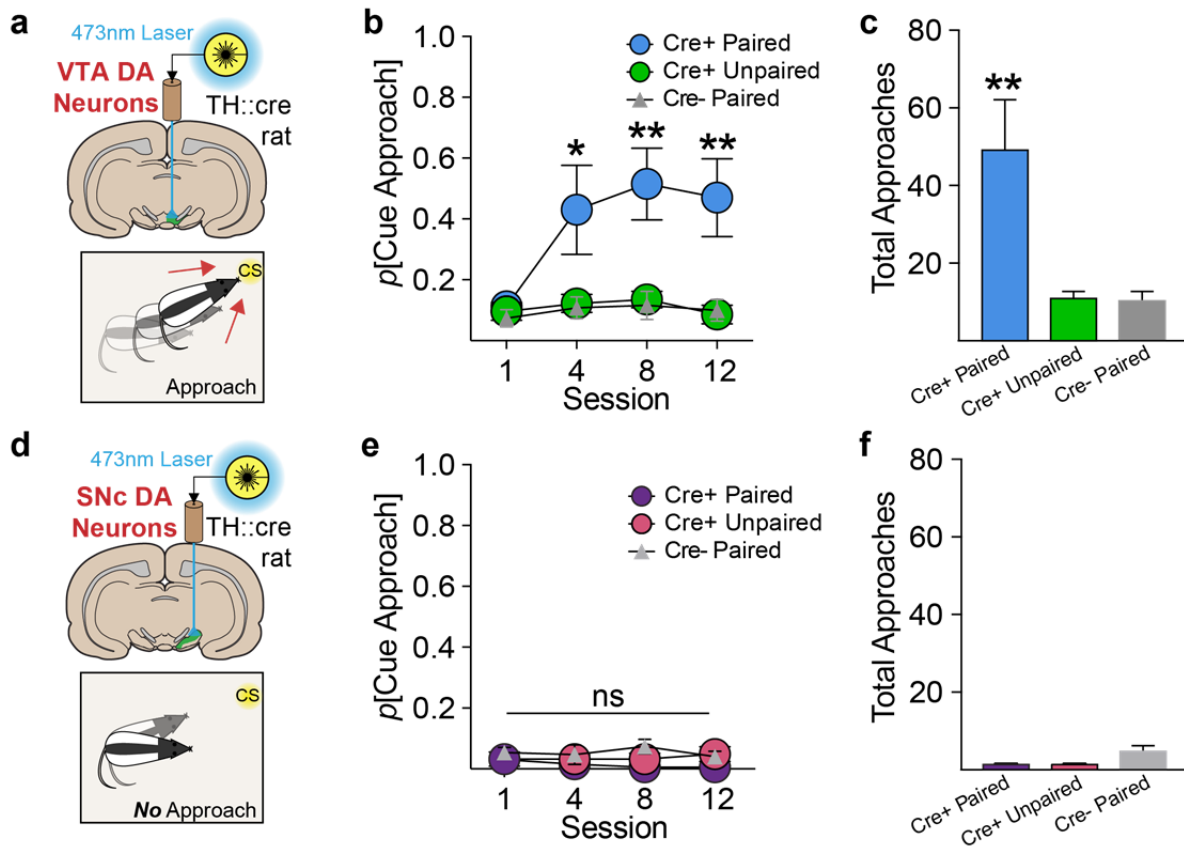 a
473nm Laser
VTA DA
Neurons
TH::cre
rat
CS
Approach
b
p[Cue Approach]
1.0
0.8
0.6
0.4
0.2
Cre+ Paired
Cre+ Unpaired
Cre- Paired
*
**
**
1
4
8
12
Session
c
Total Approaches
80
60
40
20
**
Cre+ Paired
Cre+ Unpaired
Cre- Paired
d
473nm Laser
SNc DA
Neurons
TH::cre
rat
CS
No Approach
e
p[Cue Approach]
1.0
0.8
0.6
0.4
0.2
Cre+ Paired
Cre+ Unpaired
Cre- Paired
ns
1
4
8
12
Session
f
Total Approaches
80
60
40
20
Cre+ Paired
Cre+ Unpaired
Cre- Paired